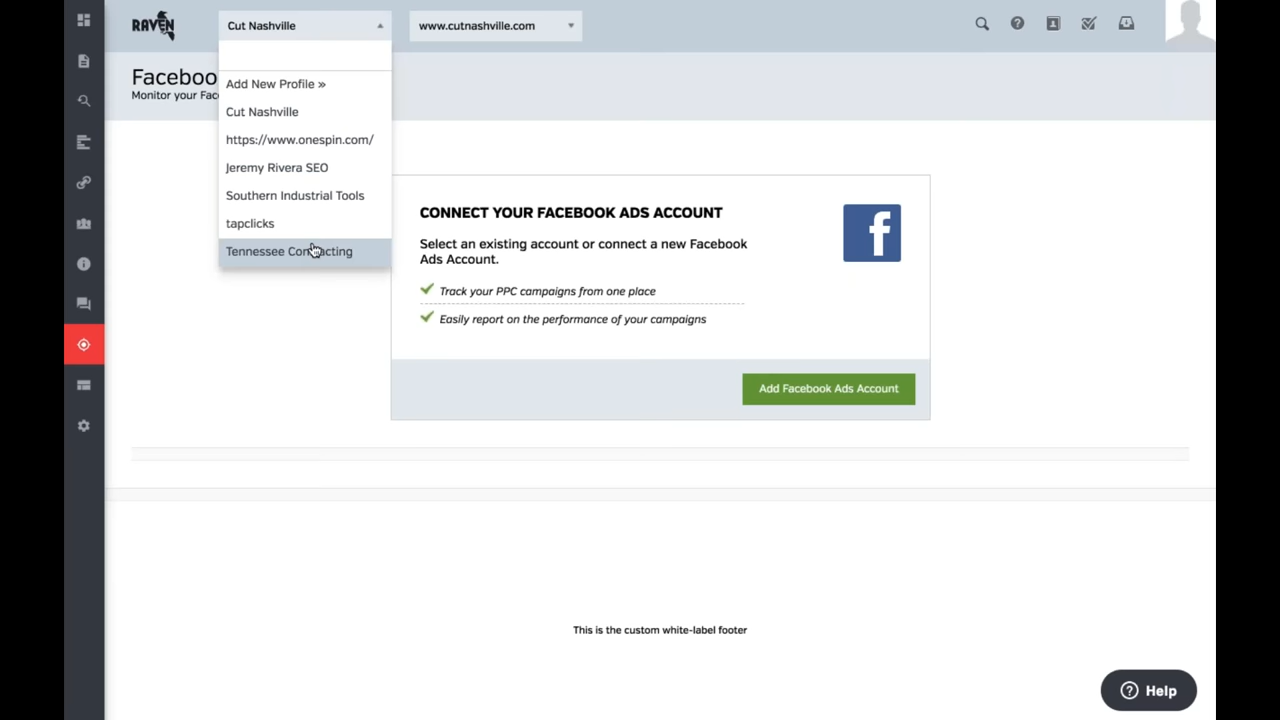 RAVEN
Cut Nashville
www.cutnashville.com
Faceboo
Monitor your Fac
Add New Profile »
Cut Nashville
https://www.onespin.com/
Jeremy Rivera SEO
Southern Industrial Tools
tapclicks
Tennessee Contracting
CONNECT YOUR FACEBOOK ADS ACCOUNT
Select an existing account or connect a new Facebook
Ads Account.
Track your PPC campaigns from one place
Easily report on the performance of your campaigns
Add Facebook Ads Account
This is the custom white-label footer
Help